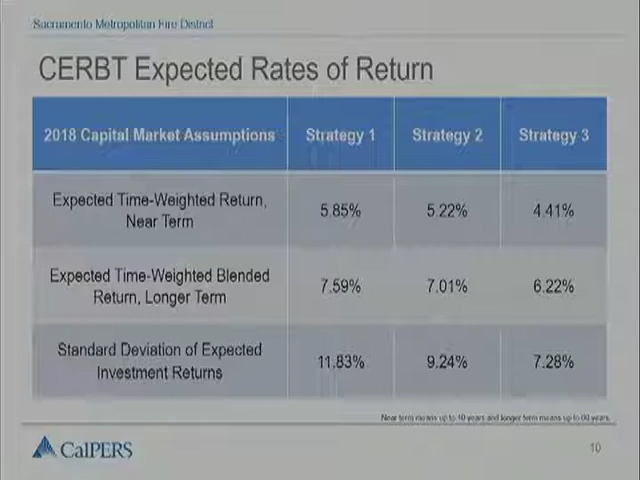 Sacramento Metropolitan Fire District
CERBT Expected Rates of Return
2018 Capital Market Assumptions Strategy 1 Strategy 2 Strategy 3
Expected Time-Weighted Return,
Near Term
5.85% 5.22% 4.41%
Expected Time-Weighted Blended
Return, Longer Term
7.59% 7.01% 6.22%
Standard Deviation of Expected
Investment Returns
11.83% 9.24% 7.28%
Near term means up to 10 years and longer term means up to 60 years.
CalPERS
10